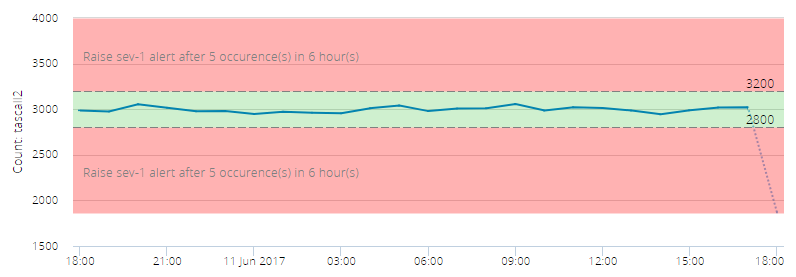 4000
Raise sev-1 alert after 5 occurence(s) in 6 hour(s)
3500
3200
3000
2800
2500
Raise sev-1 alert after 5 occurence(s) in 6 hour(s)
2000
1500
Count: tascall2
18:00 21:00 11 Jun 2017 03:00 06:00 09:00 12:00 15:00 18:00